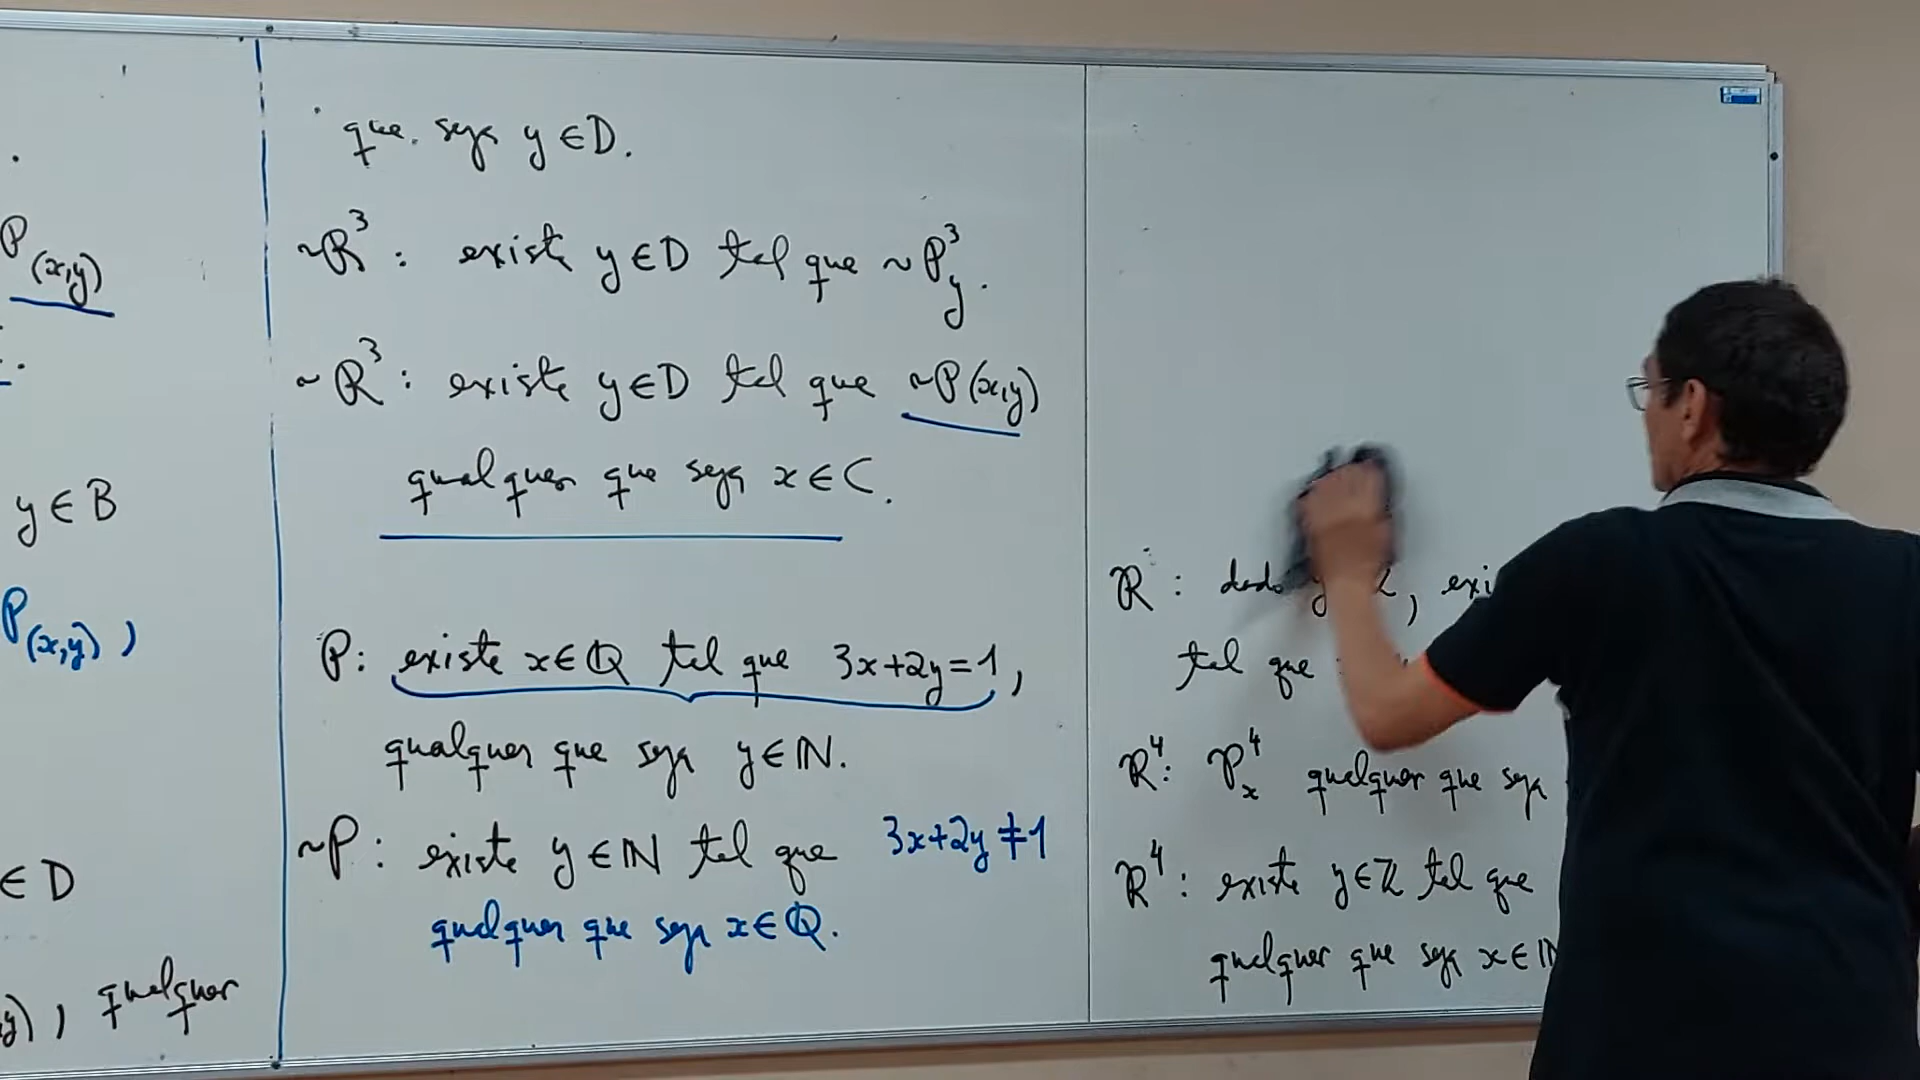 P(x,y)
y ∈ B
P(x,y) ,
∈ D
y) , qualquer
que seja y ∈ D.
~R³ : existe y ∈ D tal que ~P³y.
~R³ : existe y ∈ D tal que ~P(x,y)
qualquer que seja x ∈ C.
P: existe x ∈ Q tal que 3x+2y=1,
qualquer que seja y ∈ N.
~P : existe y ∈ N tal que 3x+2y ≠ 1
qualquer que seja x ∈ Q.
R : dado y ,
tal que
R⁴: P⁴x qualquer que seja
R⁴ : existe y ∈ Z tal que
qualquer que seja x ∈ N